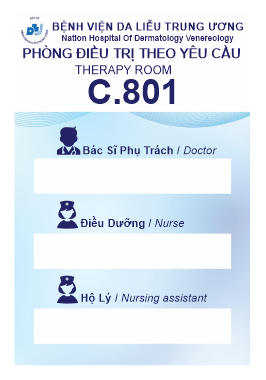 BỆNH VIỆN DA LIỄU TRUNG ƯƠNG
Nation Hospital Of Dermatology Venereology
PHÒNG ĐIỀU TRỊ THEO YÊU CẦU
THERAPY ROOM
C.801
Bác Sĩ Phụ Trách / Doctor
Điều Dưỡng / Nurse
Hộ Lý / Nursing assistant